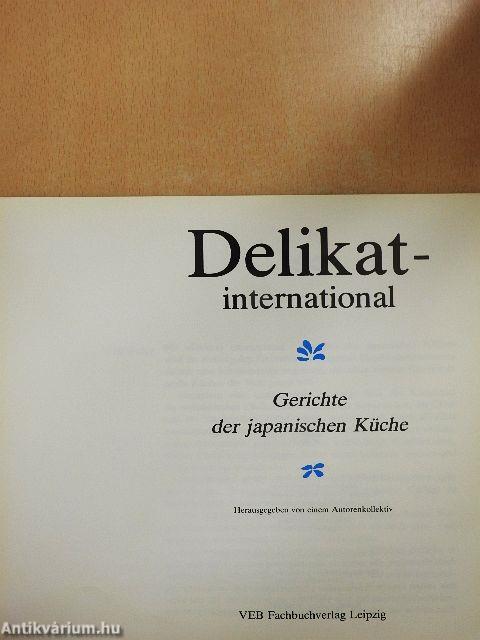 Delikat-
international
Gerichte
der japanischen Küche
Herausgegeben von einem Autorenkollektiv
VEB Fachbuchverlag Leipzig
Antikvárium.hu